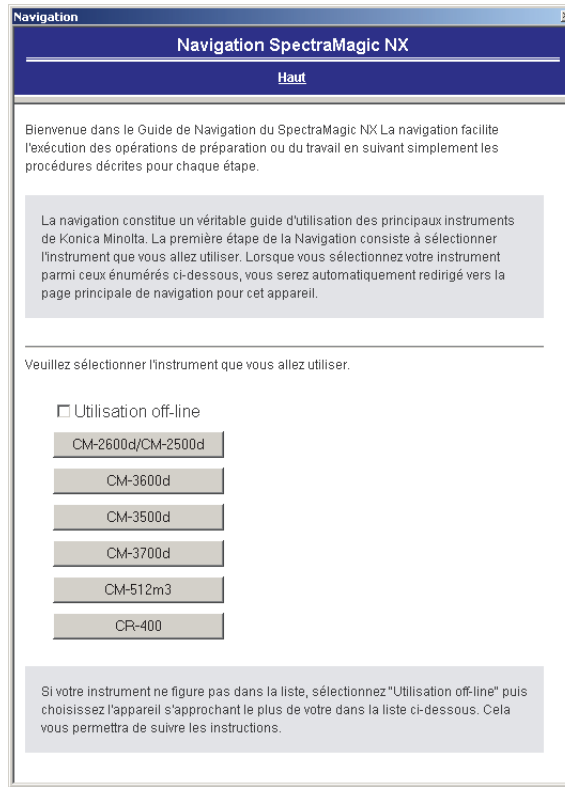 Navigation
Navigation SpectraMagic NX
Haut
Bienvenue dans le Guide de Navigation du SpectraMagic NX La navigation facilite
l'exécution des opérations de préparation ou du travail en suivant simplement les
procédures décrites pour chaque étape.
La navigation constitue un véritable guide d'utilisation des principaux instruments
de Konica Minolta. La première étape de la Navigation consiste à sélectionner
l'instrument que vous allez utiliser. Lorsque vous sélectionnez votre instrument
parmi ceux énumérés ci-dessous, vous serez automatiquement redirigé vers la
page principale de navigation pour cet appareil.
Veuillez sélectionner l'instrument que vous allez utiliser.
Utilisation off-line
CM-2600d/CM-2500d
CM-3600d
CM-3500d
CM-3700d
CM-512m3
CR-400
Si votre instrument ne figure pas dans la liste, sélectionnez "Utilisation off-line" puis
choisissez l'appareil s'approchant le plus de votre dans la liste ci-dessous. Cela
vous permettra de suivre les instructions.